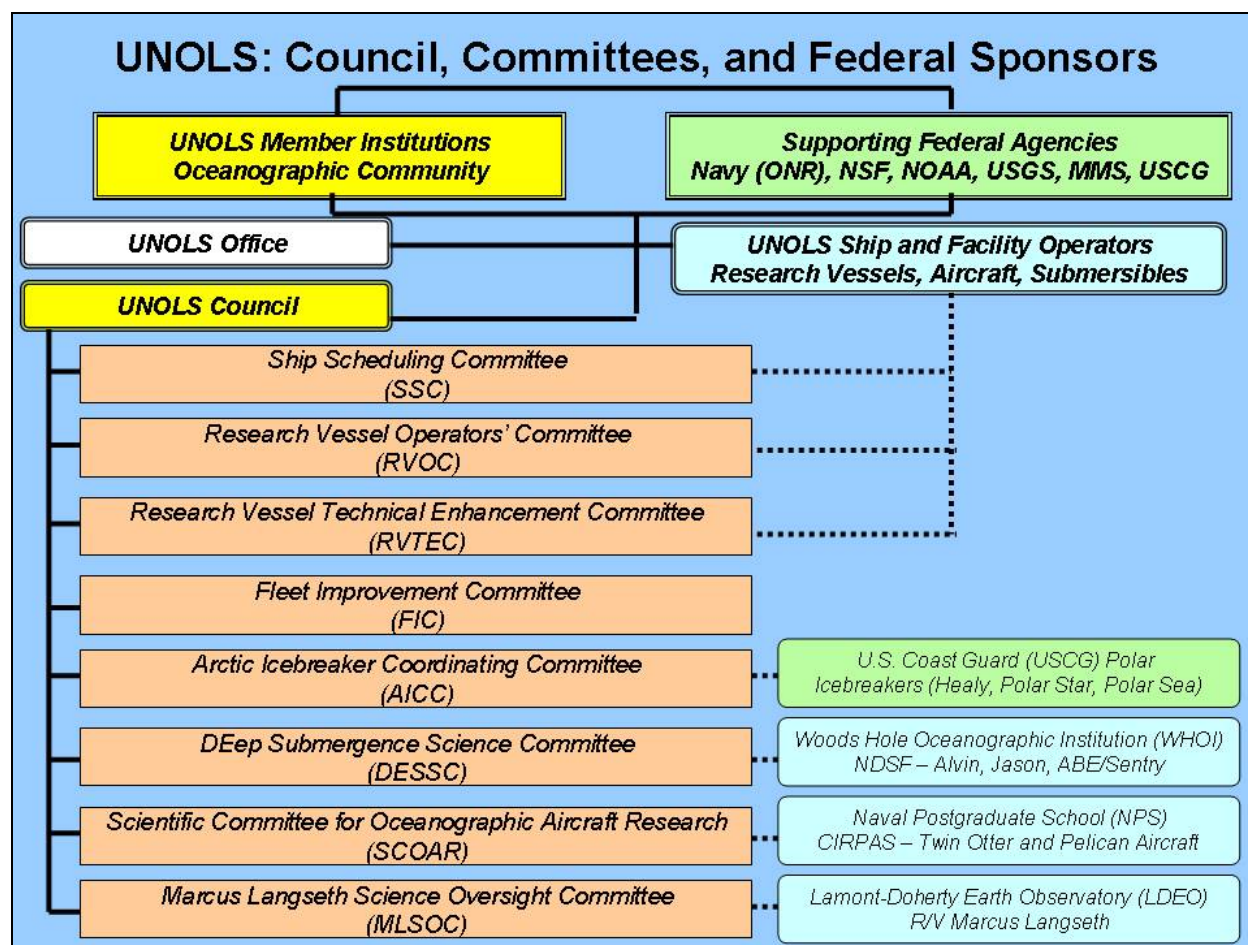 UNOLS: Council, Committees, and Federal Sponsors
UNOLS Member Institutions
Oceanographic Community
Supporting Federal Agencies
Navy (ONR), NSF, NOAA, USGS, MMS, USCG
UNOLS Office
UNOLS Ship and Facility Operators
Research Vessels, Aircraft, Submersibles
UNOLS Council
Ship Scheduling Committee
(SSC)
Research Vessel Operators’ Committee
(RVOC)
Research Vessel Technical Enhancement Committee
(RVTEC)
Fleet Improvement Committee
(FIC)
Arctic Icebreaker Coordinating Committee
(AICC)
U.S. Coast Guard (USCG) Polar
Icebreakers (Healy, Polar Star, Polar Sea)
DEep Submergence Science Committee
(DESSC)
Woods Hole Oceanographic Institution (WHOI)
NDSF – Alvin, Jason, ABE/Sentry
Scientific Committee for Oceanographic Aircraft Research
(SCOAR)
Naval Postgraduate School (NPS)
CIRPAS – Twin Otter and Pelican Aircraft
Marcus Langseth Science Oversight Committee
(MLSOC)
Lamont-Doherty Earth Observatory (LDEO)
R/V Marcus Langseth